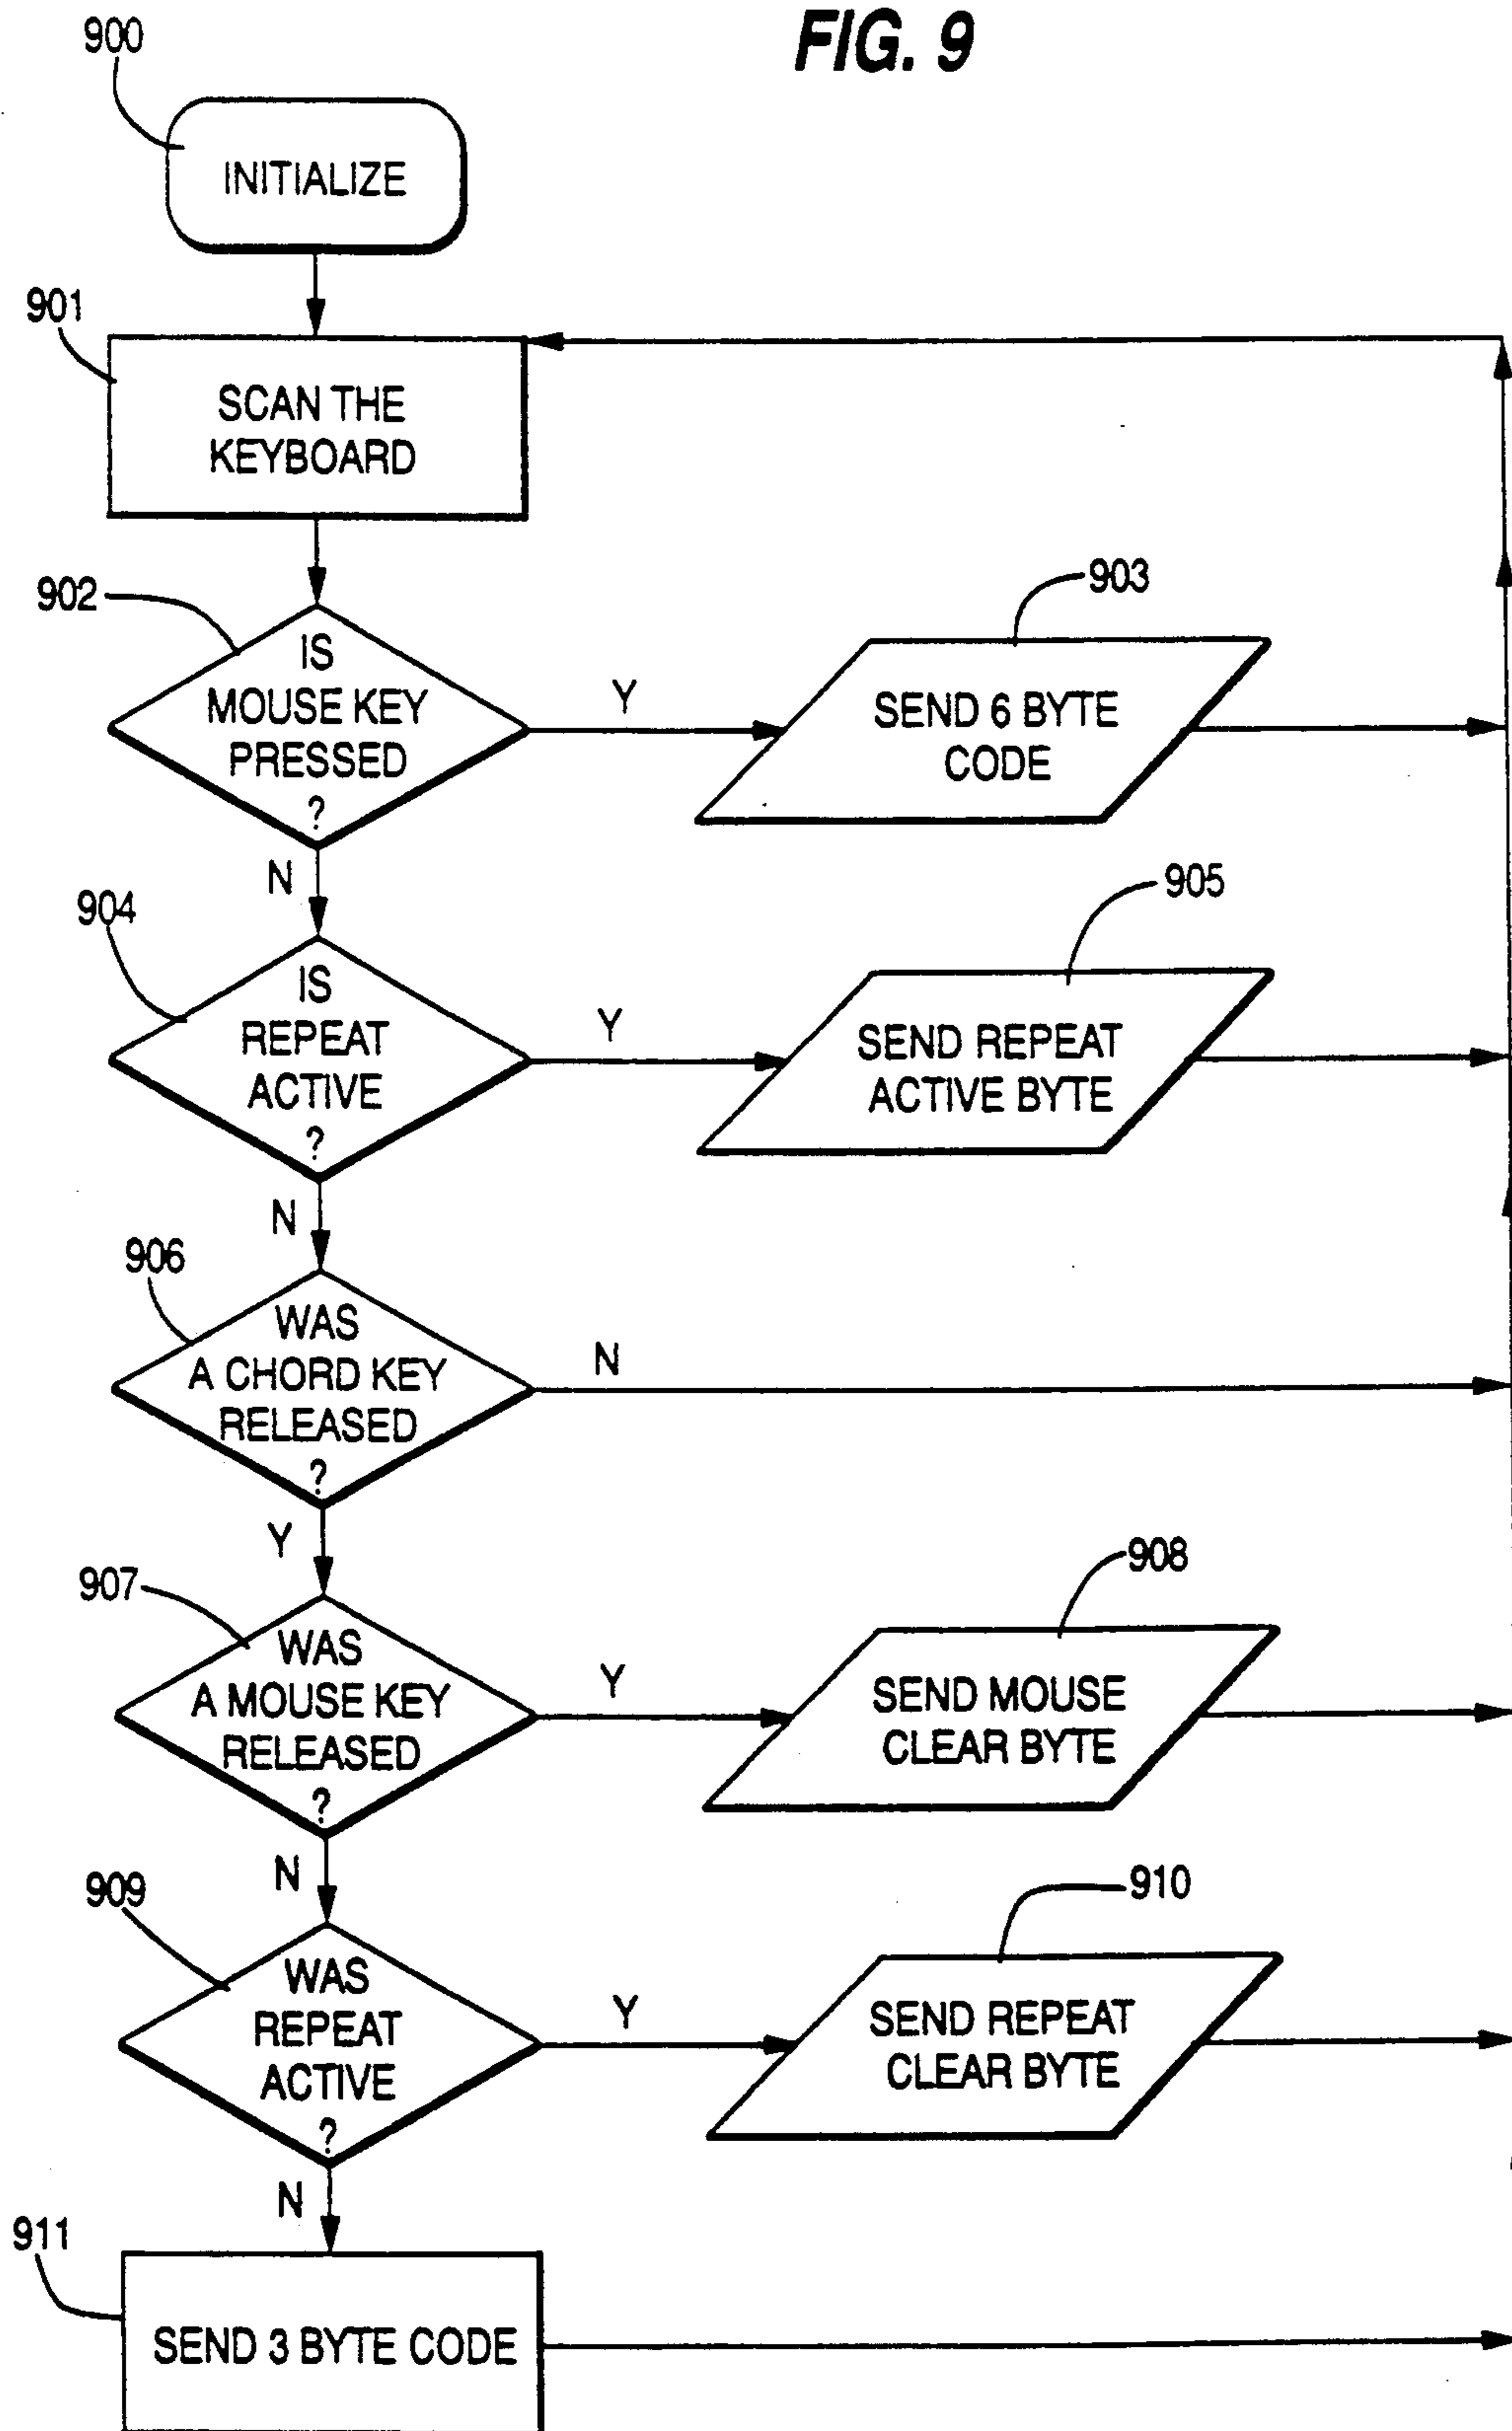 FIG. 9
900
INITIALIZE
901
SCAN THE
KEYBOARD
902
IS
MOUSE KEY
PRESSED
?
Y
903
SEND 6 BYTE
CODE
N
904
IS
REPEAT
ACTIVE
?
Y
905
SEND REPEAT
ACTIVE BYTE
N
906
WAS
A CHORD KEY
RELEASED
?
N
Y
907
WAS
A MOUSE KEY
RELEASED
?
Y
908
SEND MOUSE
CLEAR BYTE
N
909
WAS
REPEAT
ACTIVE
?
Y
910
SEND REPEAT
CLEAR BYTE
N
911
SEND 3 BYTE CODE